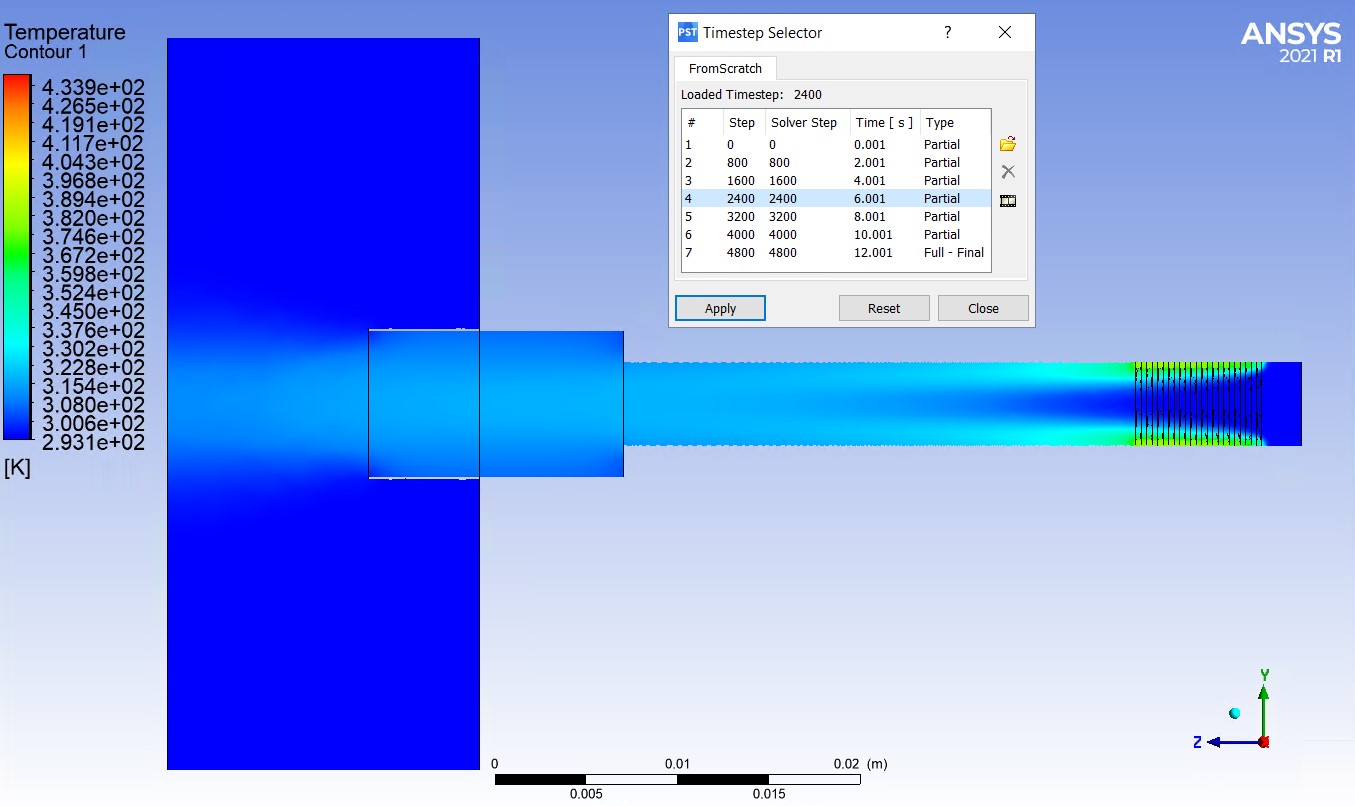 Temperature
Contour 1
4.339e+02
4.265e+02
4.191e+02
4.117e+02
4.043e+02
3.968e+02
3.894e+02
3.820e+02
3.746e+02
3.672e+02
3.598e+02
3.524e+02
3.450e+02
3.376e+02
3.302e+02
3.228e+02
3.154e+02
3.080e+02
3.006e+02
2.931e+02
[K]
PST Timestep Selector ?
FromScratch
Loaded Timestep: 2400
# Step Solver Step Time [ s ] Type
1 0 0 0.001 Partial
2 800 800 2.001 Partial
3 1600 1600 4.001 Partial
4 2400 2400 6.001 Partial
5 3200 3200 8.001 Partial
6 4000 4000 10.001 Partial
7 4800 4800 12.001 Full - Final
Apply Reset Close
ANSYS
2021 R1
Y
Z
0 0.01 0.02 (m)
0.005 0.015